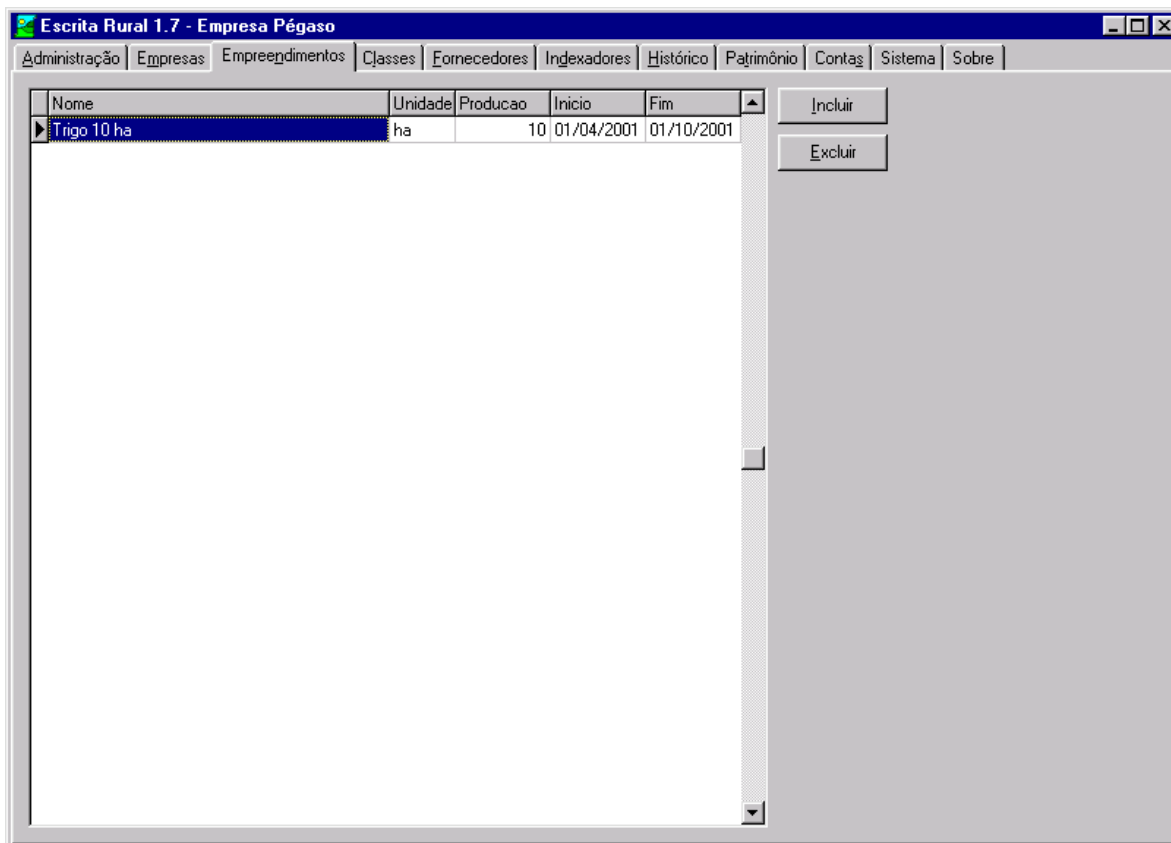 Escrita Rural 1.7 - Empresa Pégaso
Administração Empresas Empreendimentos Classes Fornecedores Indexadores Histórico Patrimônio Contas Sistema Sobre
Nome Unidade Producao Inicio Fim
Trigo 10 ha ha 10 01/04/2001 01/10/2001
Incluir
Excluir